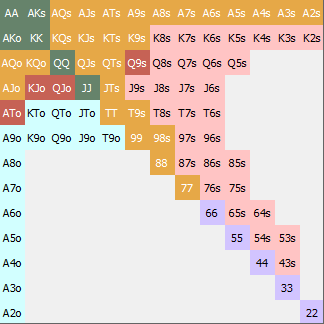 AA AKs AQs AJs ATs A9s A8s A7s A6s A5s A4s A3s A2s
AKo KK KQs KJs KTs K9s K8s K7s K6s K5s K4s K3s K2s
AQo KQo QQ QJs QTs Q9s Q8s Q7s Q6s Q5s
AJo KJo QJo JJ JTs J9s J8s J7s J6s
ATo KTo QTo JTo TT T9s T8s T7s T6s
A9o K9o Q9o J9o T9o 99 98s 97s 96s
A8o 88 87s 86s 85s
A7o 77 76s 75s
A6o 66 65s 64s
A5o 55 54s 53s
A4o 44 43s
A3o 33
A2o 22